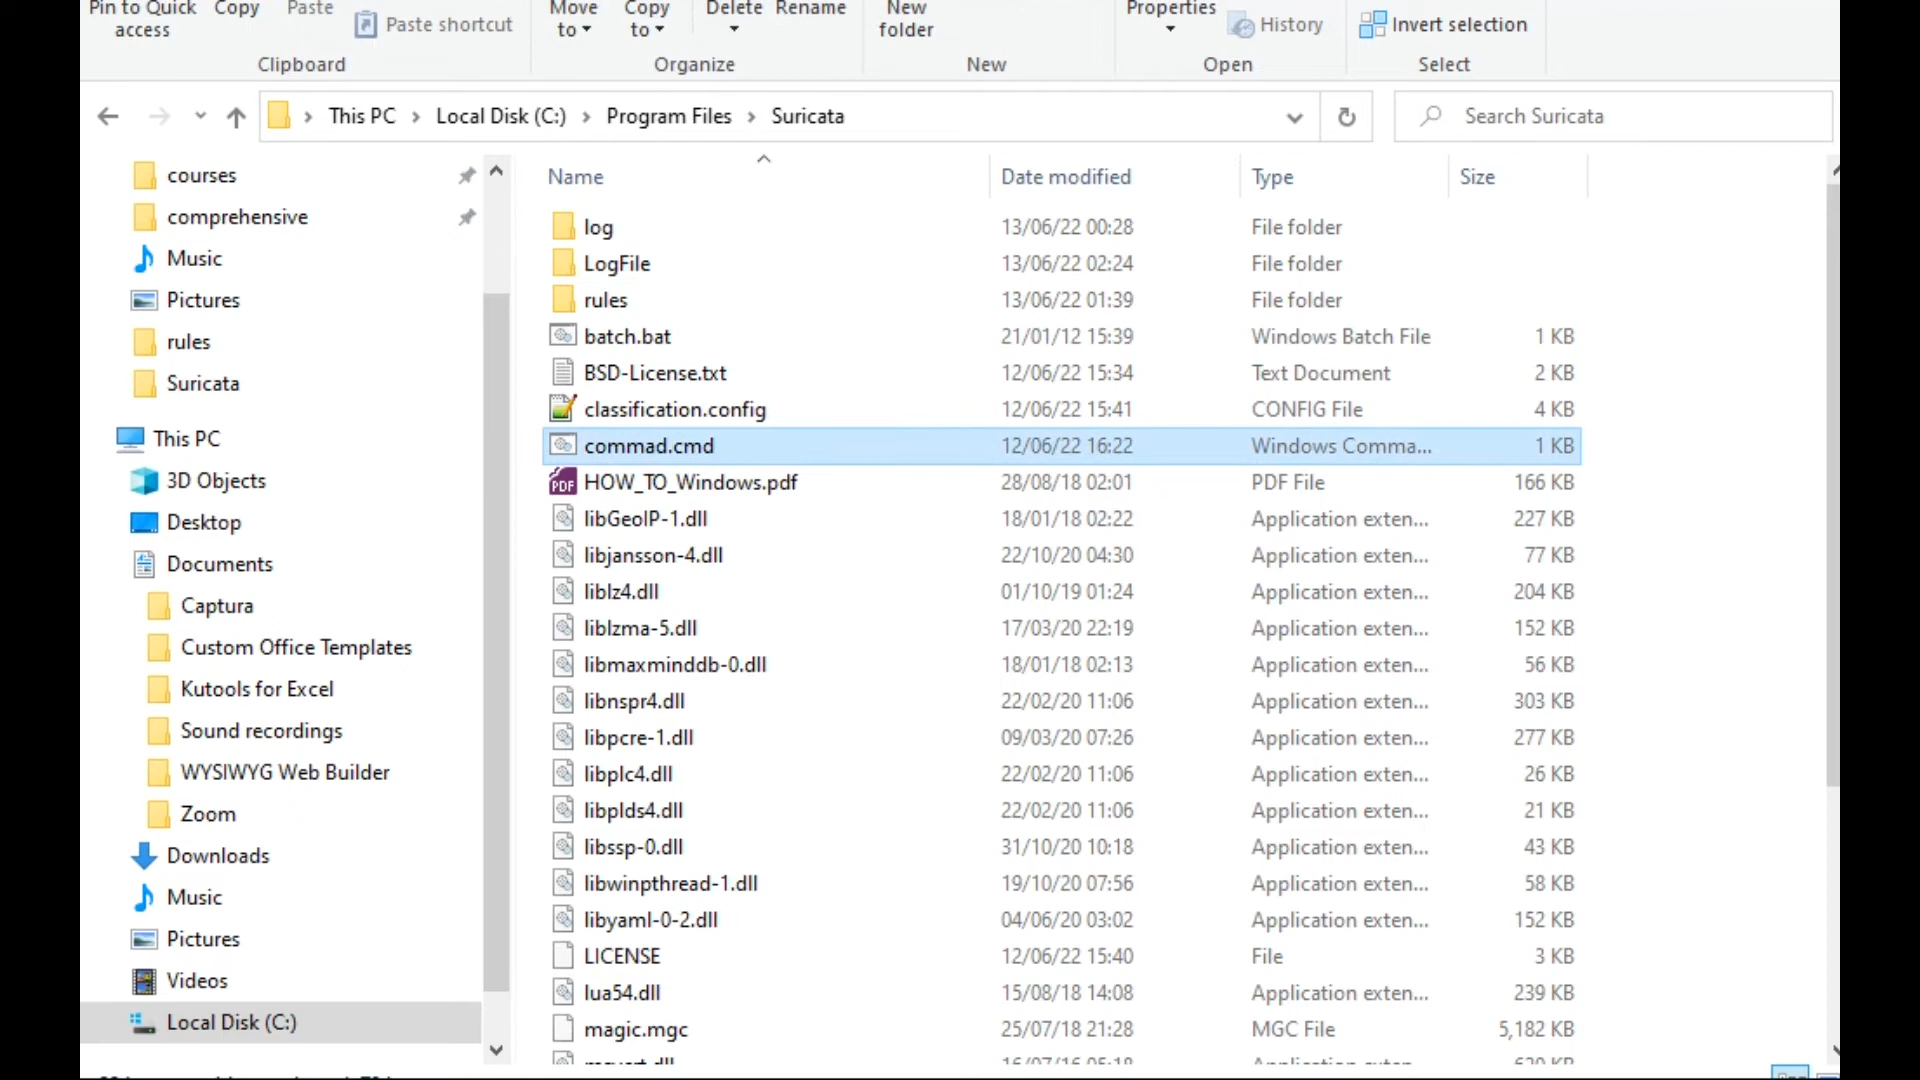 Pin to Quick access
Copy
Paste
Paste shortcut
Clipboard
Move to
Copy to
Delete
Rename
Organize
New folder
New
Properties
History
Open
Invert selection
Select
This PC > Local Disk (C:) > Program Files > Suricata
Search Suricata
courses
comprehensive
Music
Pictures
rules
Suricata
This PC
3D Objects
Desktop
Documents
Captura
Custom Office Templates
Kutools for Excel
Sound recordings
WYSIWYG Web Builder
Zoom
Downloads
Music
Pictures
Videos
Local Disk (C:)
Name Date modified Type Size
log 13/06/22 00:28 File folder
LogFile 13/06/22 02:24 File folder
rules 13/06/22 01:39 File folder
batch.bat 21/01/12 15:39 Windows Batch File 1 KB
BSD-License.txt 12/06/22 15:34 Text Document 2 KB
classification.config 12/06/22 15:41 CONFIG File 4 KB
commad.cmd 12/06/22 16:22 Windows Comma... 1 KB
HOW_TO_Windows.pdf 28/08/18 02:01 PDF File 166 KB
libGeoIP-1.dll 18/01/18 02:22 Application exten... 227 KB
libjansson-4.dll 22/10/20 04:30 Application exten... 77 KB
liblz4.dll 01/10/19 01:24 Application exten... 204 KB
liblzma-5.dll 17/03/20 22:19 Application exten... 152 KB
libmaxminddb-0.dll 18/01/18 02:13 Application exten... 56 KB
libnspr4.dll 22/02/20 11:06 Application exten... 303 KB
libpcre-1.dll 09/03/20 07:26 Application exten... 277 KB
libplc4.dll 22/02/20 11:06 Application exten... 26 KB
libplds4.dll 22/02/20 11:06 Application exten... 21 KB
libssp-0.dll 31/10/20 10:18 Application exten... 43 KB
libwinpthread-1.dll 19/10/20 07:56 Application exten... 58 KB
libyaml-0-2.dll 04/06/20 03:02 Application exten... 152 KB
LICENSE 12/06/22 15:40 File 3 KB
lua54.dll 15/08/18 14:08 Application exten... 239 KB
magic.mgc 25/07/18 21:28 MGC File 5,182 KB